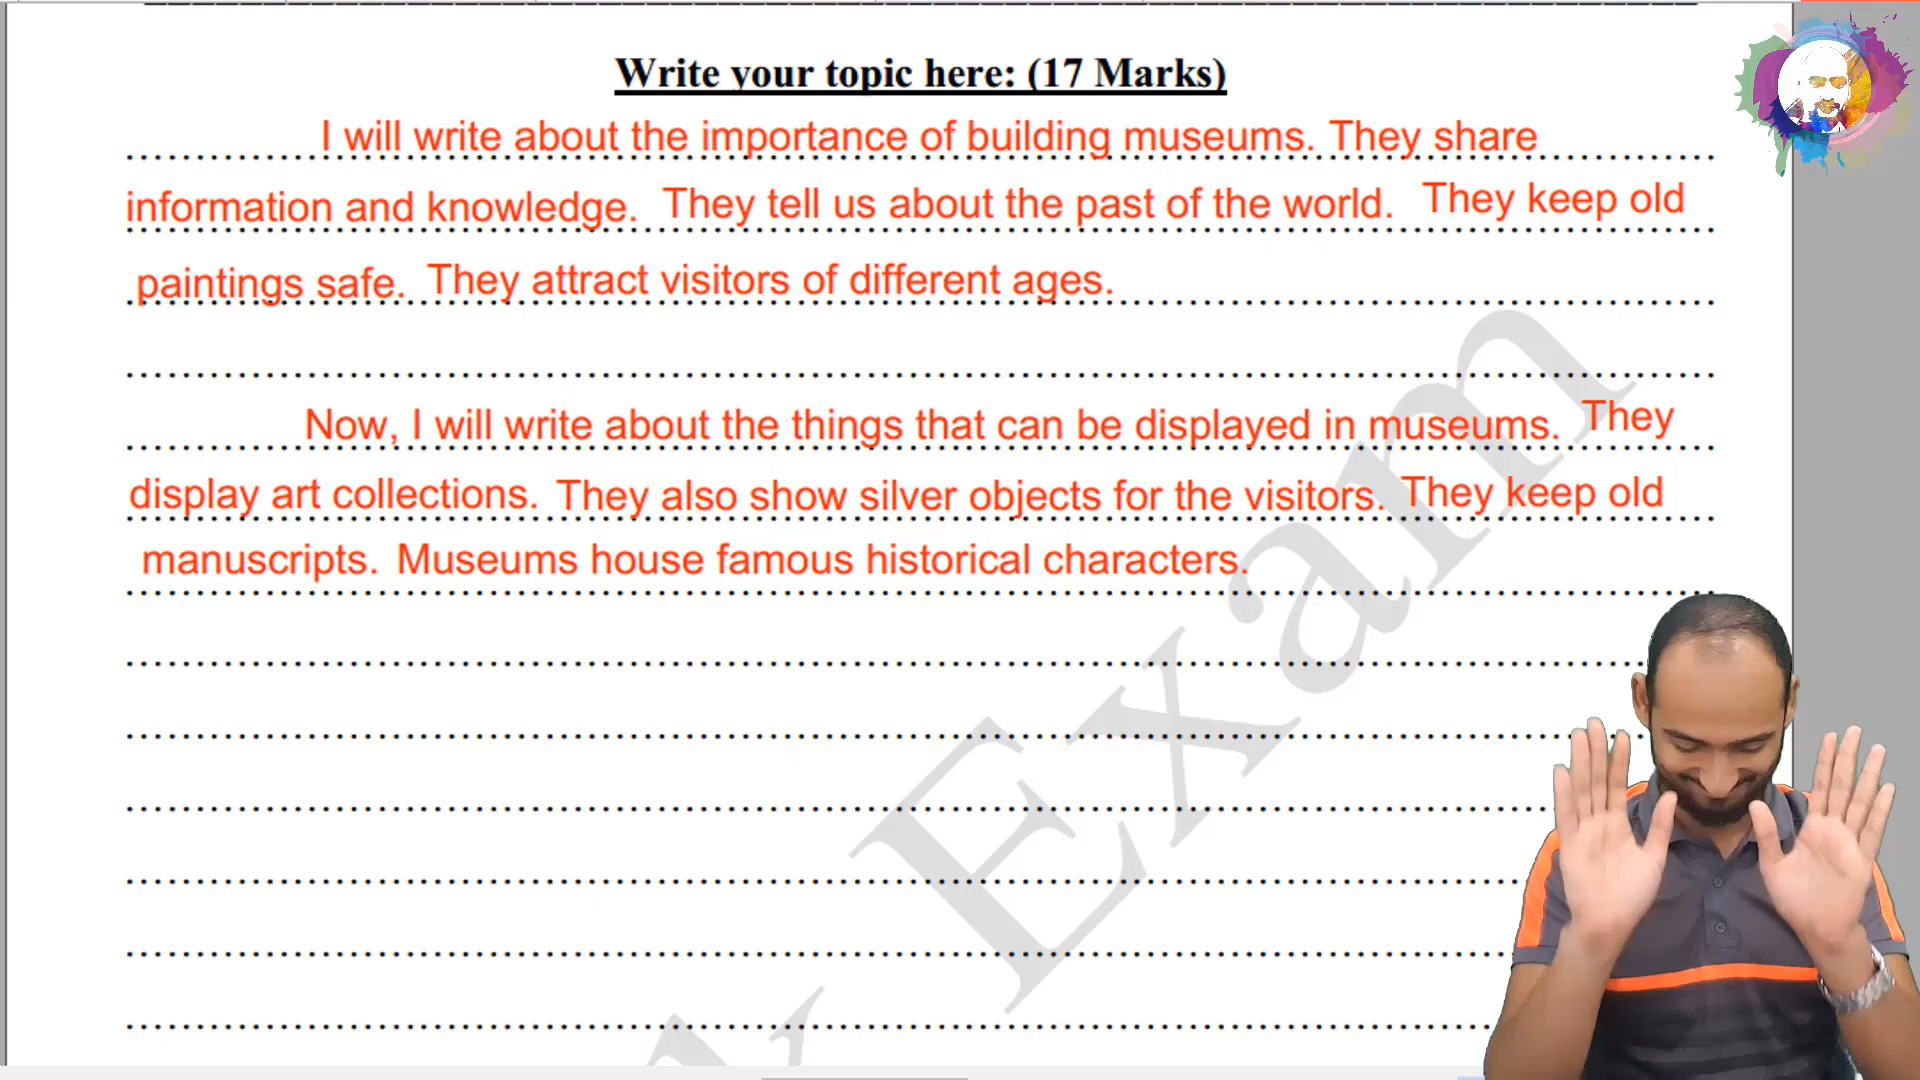 Write your topic here: (17 Marks)
I will write about the importance of building museums. They share
information and knowledge. They tell us about the past of the world. They keep old
paintings safe. They attract visitors of different ages.
Now, I will write about the things that can be displayed in museums. They
display art collections. They also show silver objects for the visitors. They keep old
manuscripts. Museums house famous historical characters.
k Exam